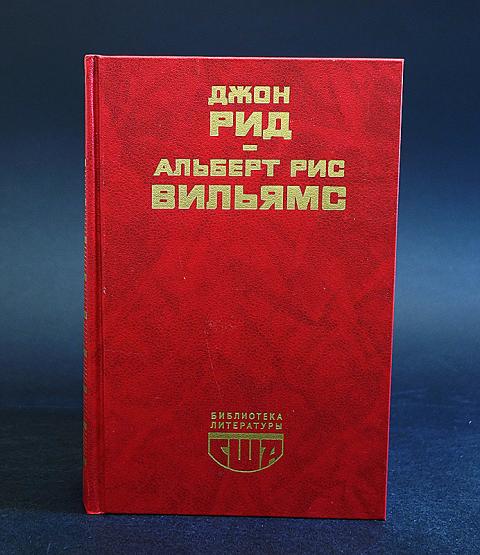 ДЖОН
РИД
-
АЛЬБЕРТ РИС
ВИЛЬЯМС
БИБЛИОТЕКА
ЛИТЕРАТУРЫ
США